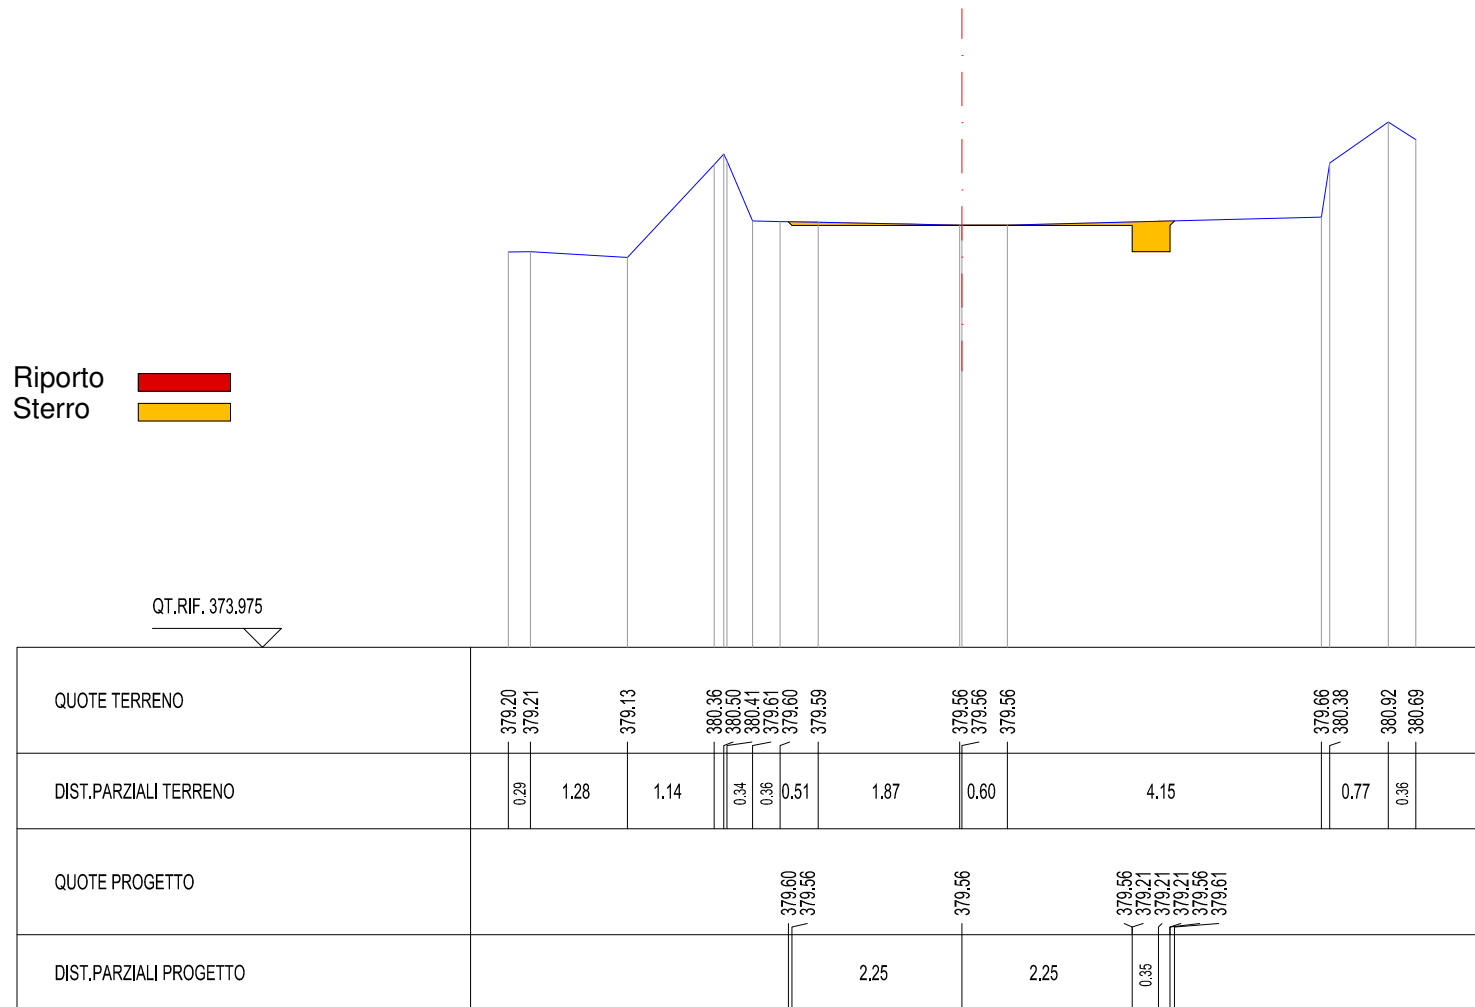 Riporto
Sterro
QT.RIF. 373.975
QUOTE TERRENO
379.20 379.21 379.13 380.36 380.50 380.41 379.61 379.60 379.59 379.56 379.56 379.56 379.66 380.38 380.92 380.69
DIST.PARZIALI TERRENO
0.29 1.28 1.14 0.34 0.36 0.51 1.87 0.60 4.15 0.77 0.36
QUOTE PROGETTO
379.60 379.56 379.56 379.56 379.21 379.21 379.21 379.56 379.61
DIST.PARZIALI PROGETTO
2.25 2.25 0.35